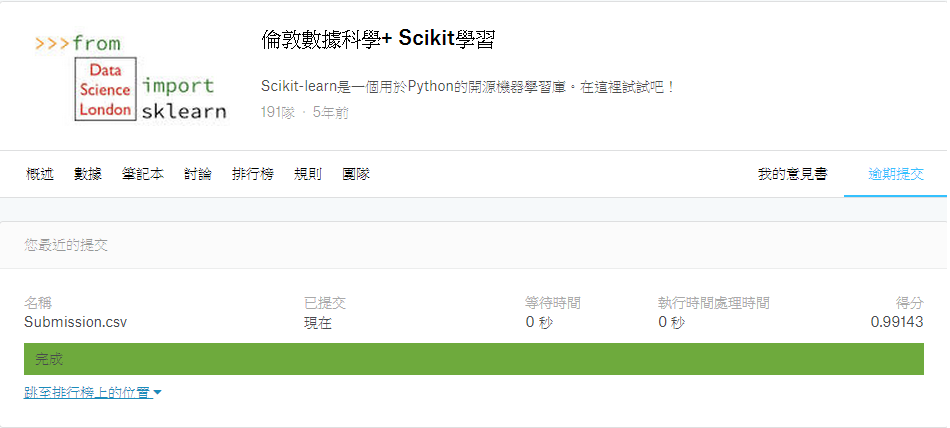 >>>from
Data
Science
London
import
sklearn
倫敦數據科學+ Scikit學習
Scikit-learn是一個用於Python的開源機器學習庫。在這裡試試吧！
191隊 · 5年前
概述 數據 筆記本 討論 排行榜 規則 團隊 我的意見書 逾期提交
您最近的提交
名稱 已提交 等待時間 執行時間處理時間 得分
Submission.csv 現在 0 秒 0 秒 0.99143
完成
跳至排行榜上的位置